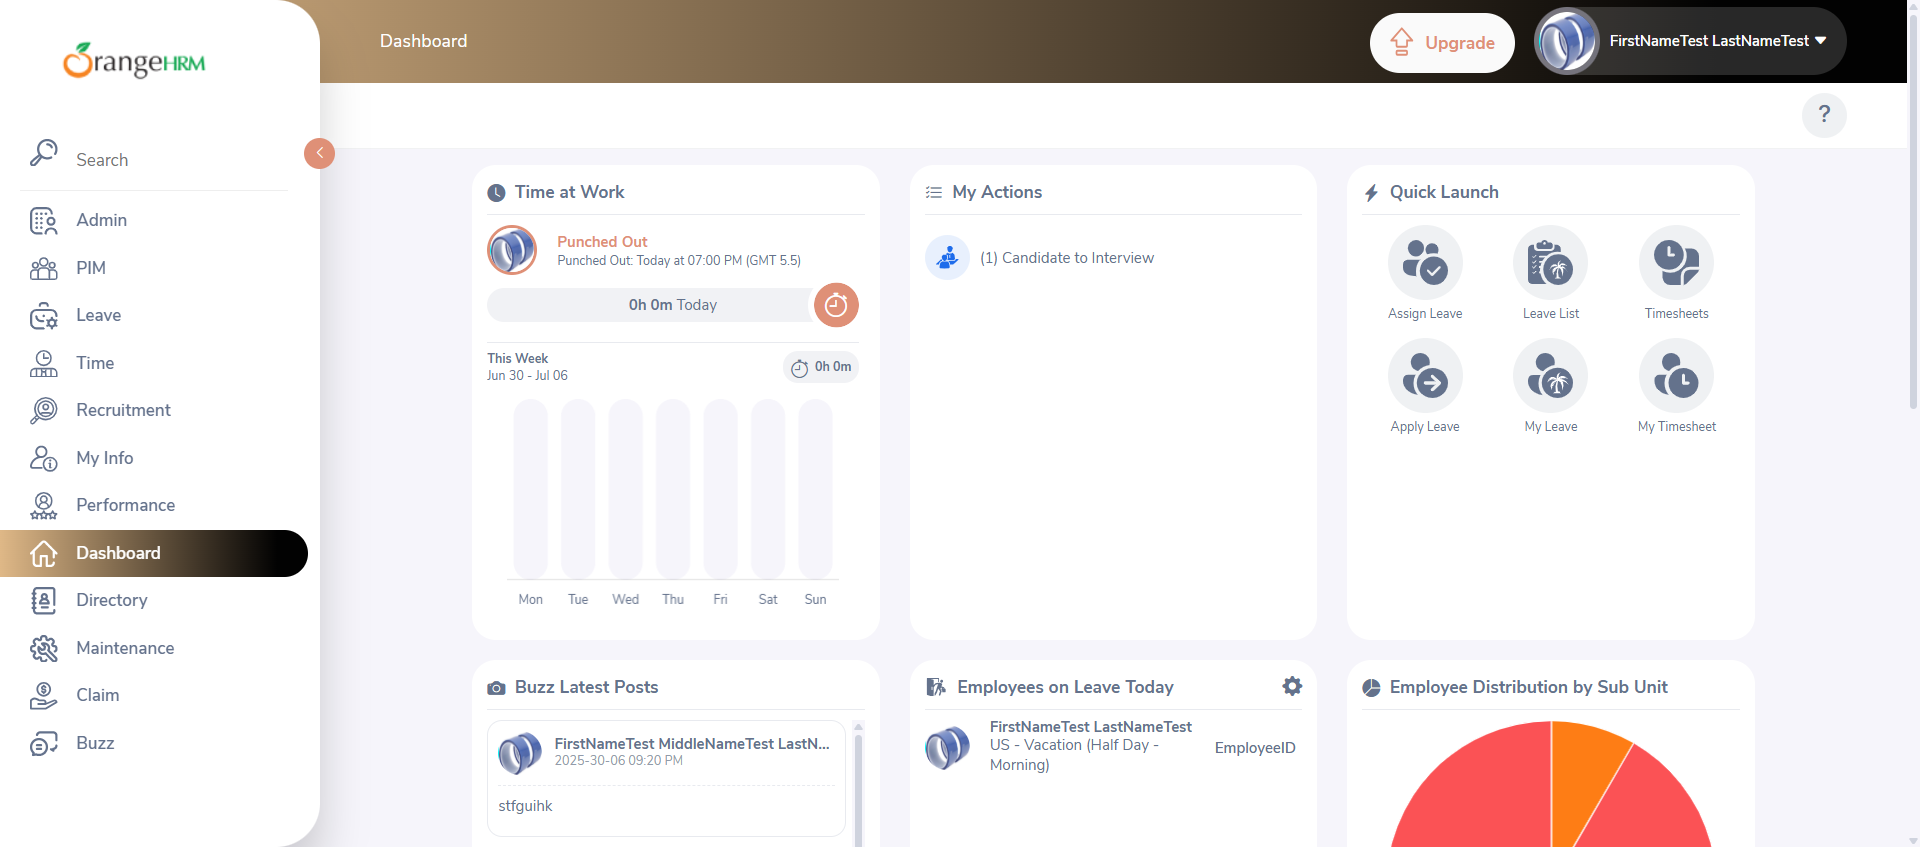 OrangeHRM
Search
Admin
PIM
Leave
Time
Recruitment
My Info
Performance
Dashboard
Directory
Maintenance
Claim
Buzz
Dashboard
Upgrade
FirstNameTest LastNameTest
?
Time at Work
Punched Out
Punched Out: Today at 07:00 PM (GMT 5.5)
0h 0m Today
This Week
Jun 30 - Jul 06
0h 0m
Mon Tue Wed Thu Fri Sat Sun
My Actions
(1) Candidate to Interview
Quick Launch
Assign Leave
Leave List
Timesheets
Apply Leave
My Leave
My Timesheet
Buzz Latest Posts
FirstNameTest MiddleNameTest LastN...
2025-30-06 09:20 PM
stfguihk
Employees on Leave Today
FirstNameTest LastNameTest
US - Vacation (Half Day -
Morning)
EmployeeID
Employee Distribution by Sub Unit